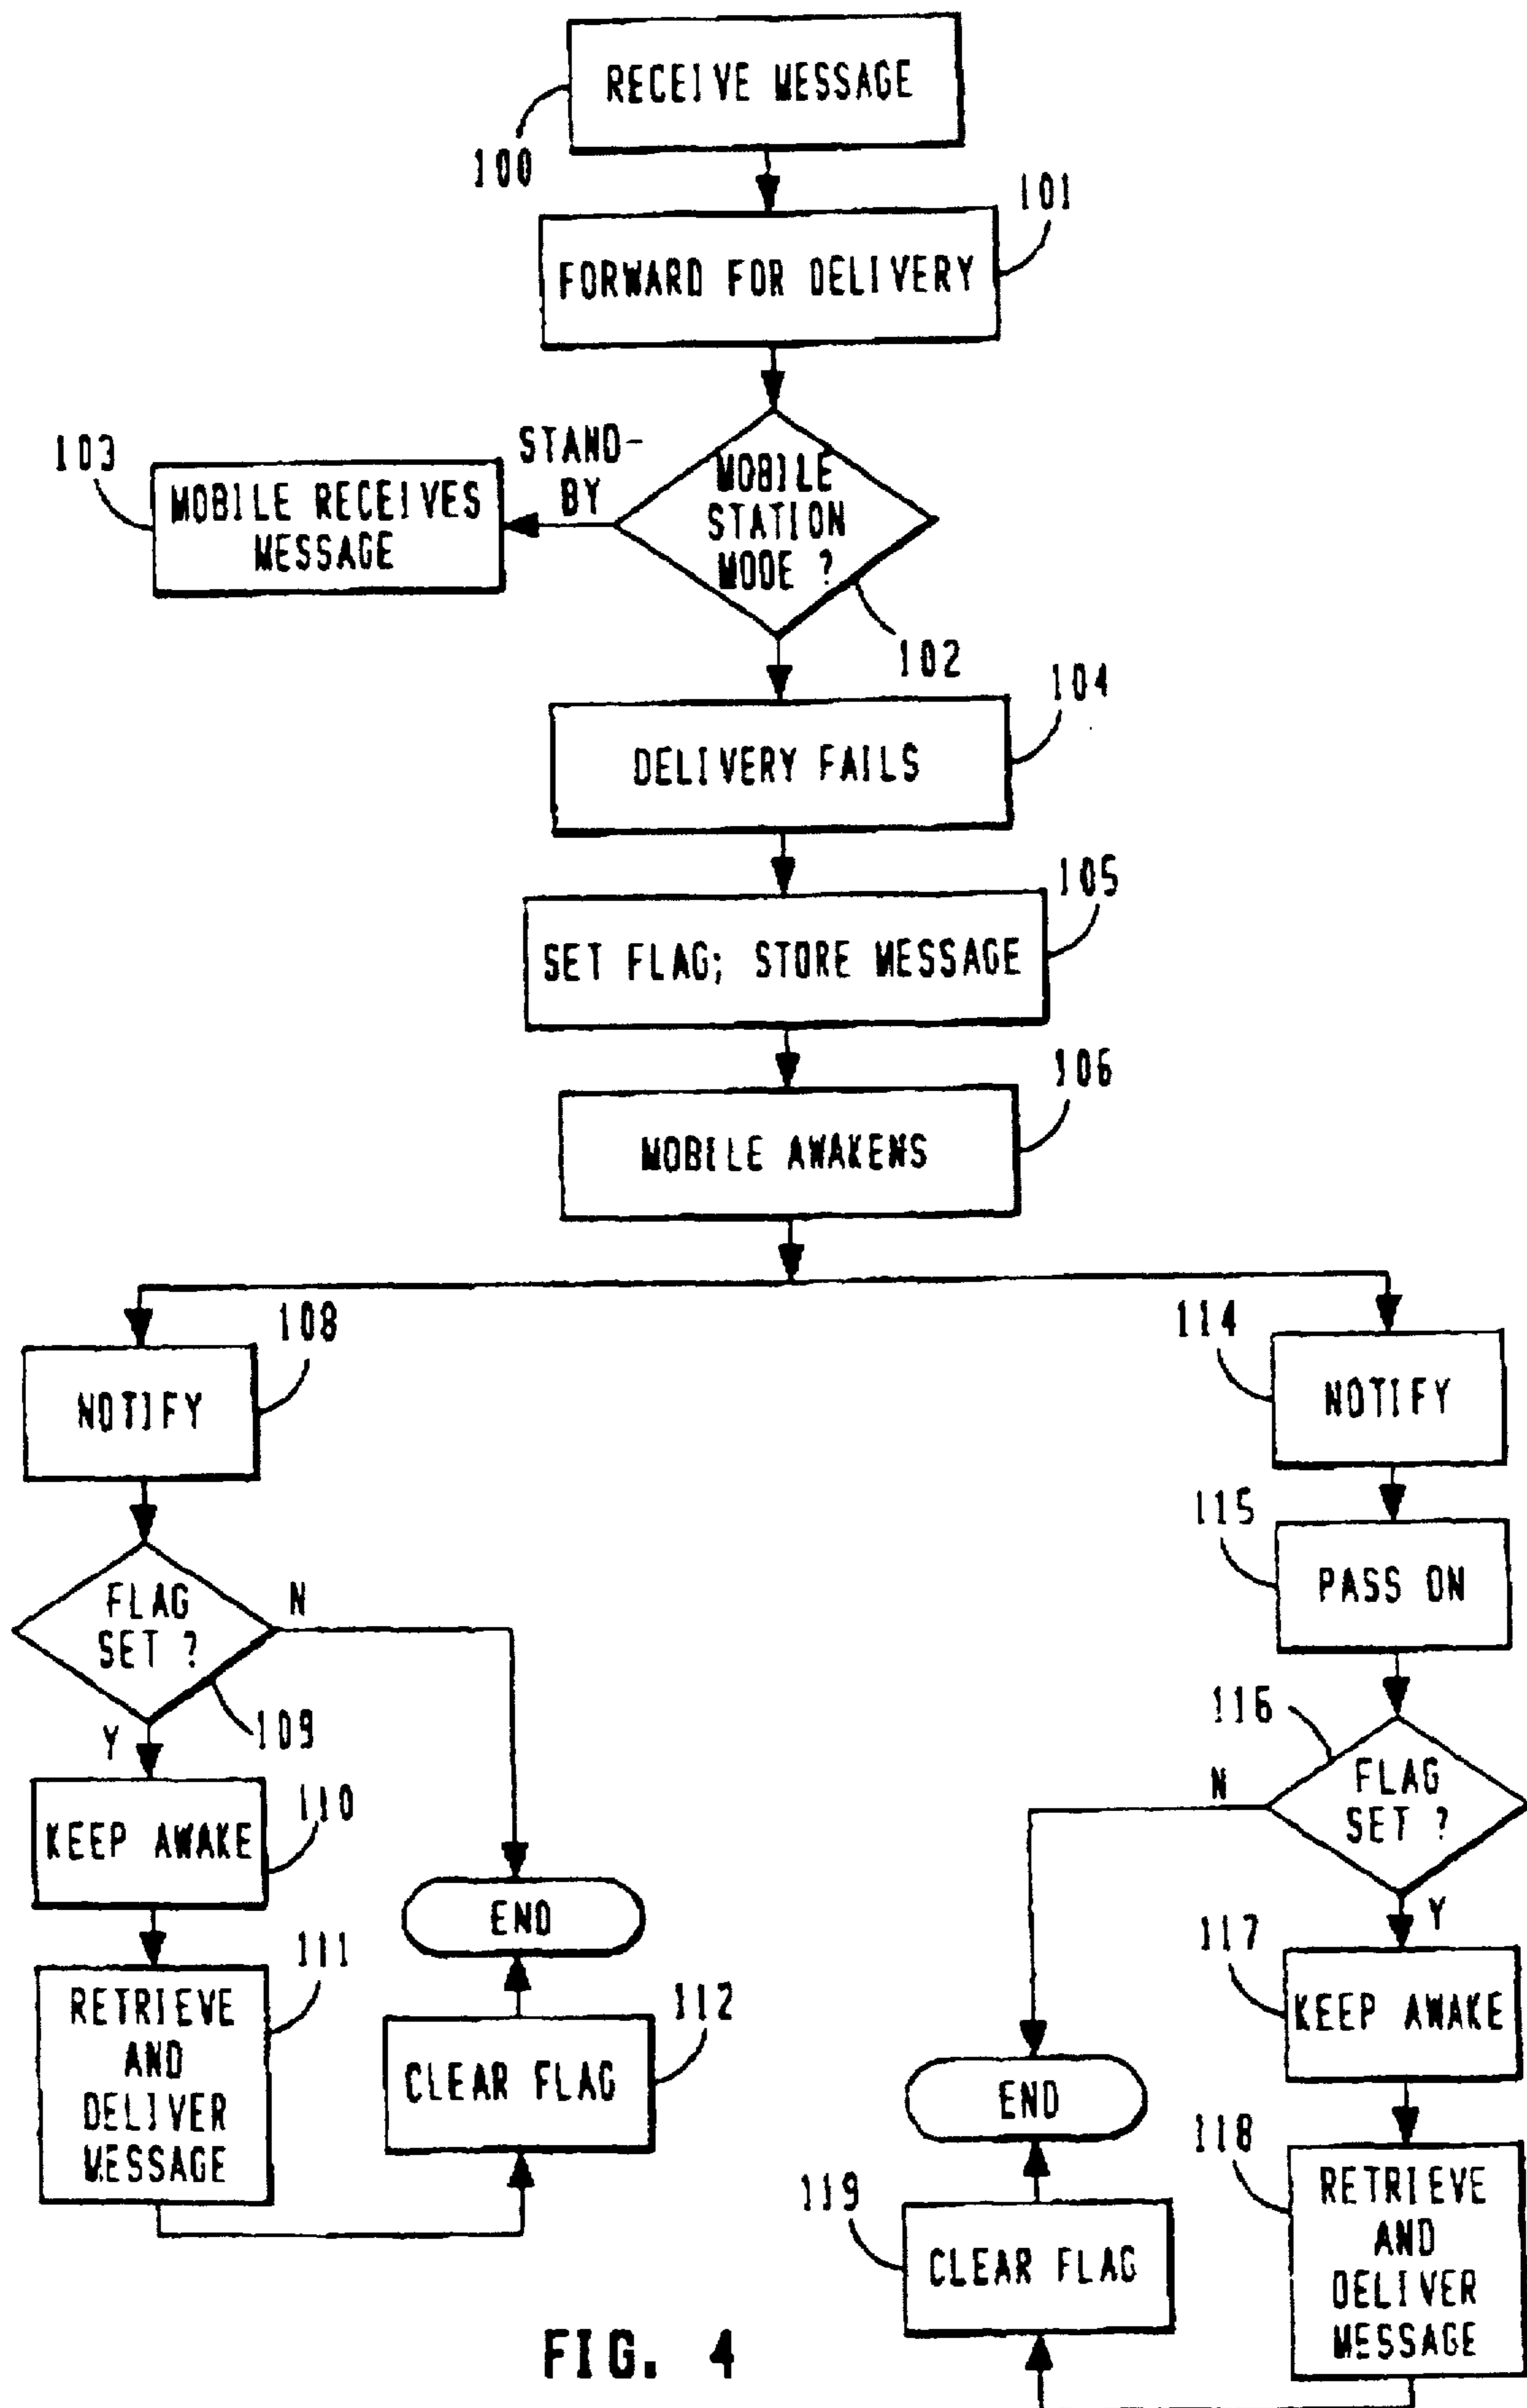 RECEIVE MESSAGE
100
101
FORWARD FOR DELIVERY
103
STAND-
BY
MOBILE RECEIVES
MESSAGE
MOBILE
STATION
MODE ?
102
104
DELIVERY FAILS
105
SET FLAG; STORE MESSAGE
106
MOBILE AWAKENS
108
NOTIFY
FLAG
SET ?
N
109
Y
KEEP AWAKE
110
END
111
RETRIEVE
AND
DELIVER
MESSAGE
112
CLEAR FLAG
114
NOTIFY
115
PASS ON
116
FLAG
SET ?
N
Y
117
KEEP AWAKE
END
118
RETRIEVE
AND
DELIVER
MESSAGE
119
CLEAR FLAG
FIG. 4